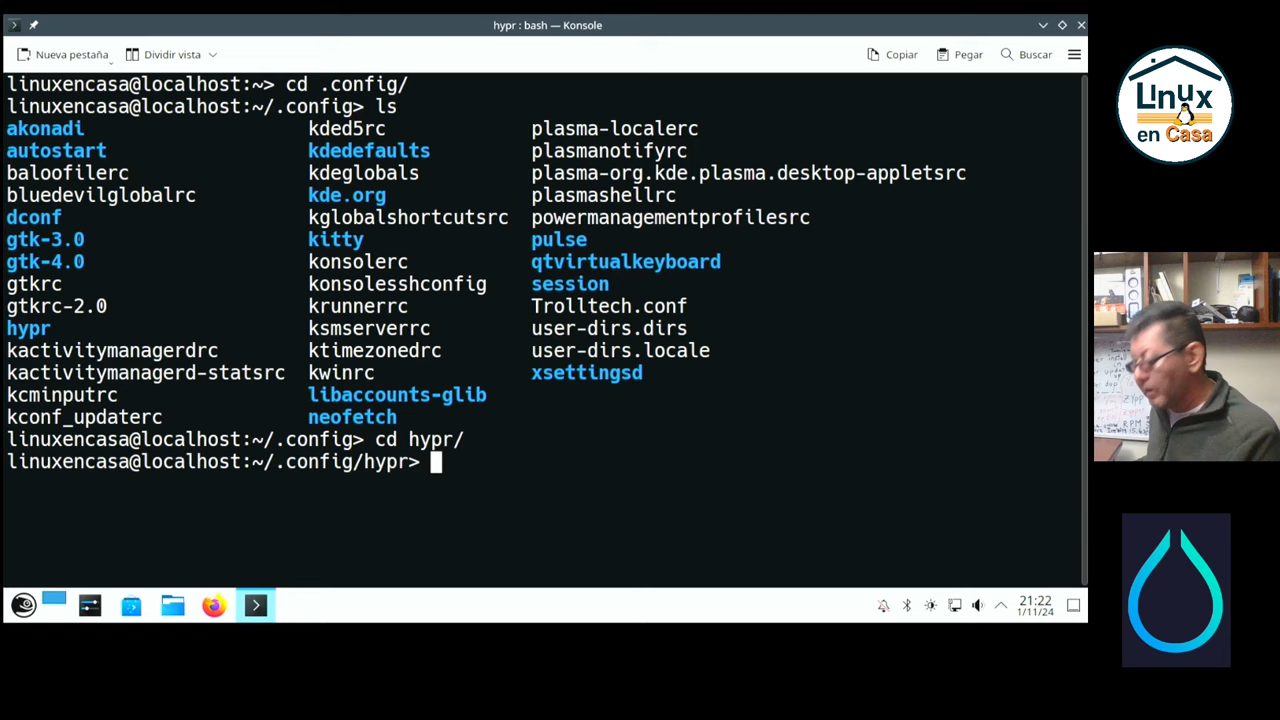 hypr : bash — Konsole
Nueva pestaña Dividir vista Copiar Pegar Buscar
linuxencasa@localhost:~> cd .config/
linuxencasa@localhost:~/.config> ls
akonadi kded5rc plasma-localerc
autostart kdedefaults plasmanotifyrc
baloofilerc kdeglobals plasma-org.kde.plasma.desktop-appletsrc
bluedevilglobalrc kde.org plasmashellrc
dconf kglobalshortcutsrc powermanagementprofilesrc
gtk-3.0 kitty pulse
gtk-4.0 konsolerc qtvirtualkeyboard
gtkrc konsolesshconfig session
gtkrc-2.0 krunnerrc Trolltech.conf
hypr ksmserverrc user-dirs.dirs
kactivitymanagerdrc ktimezonedrc user-dirs.locale
kactivitymanagerd-statsrc kwinrc xsettingsd
kcminputrc libaccounts-glib
kconf_updaterc neofetch
linuxencasa@localhost:~/.config> cd hypr/
linuxencasa@localhost:~/.config/hypr>
21:22
1/11/24
Linux
en Casa
ZYPP
RPM